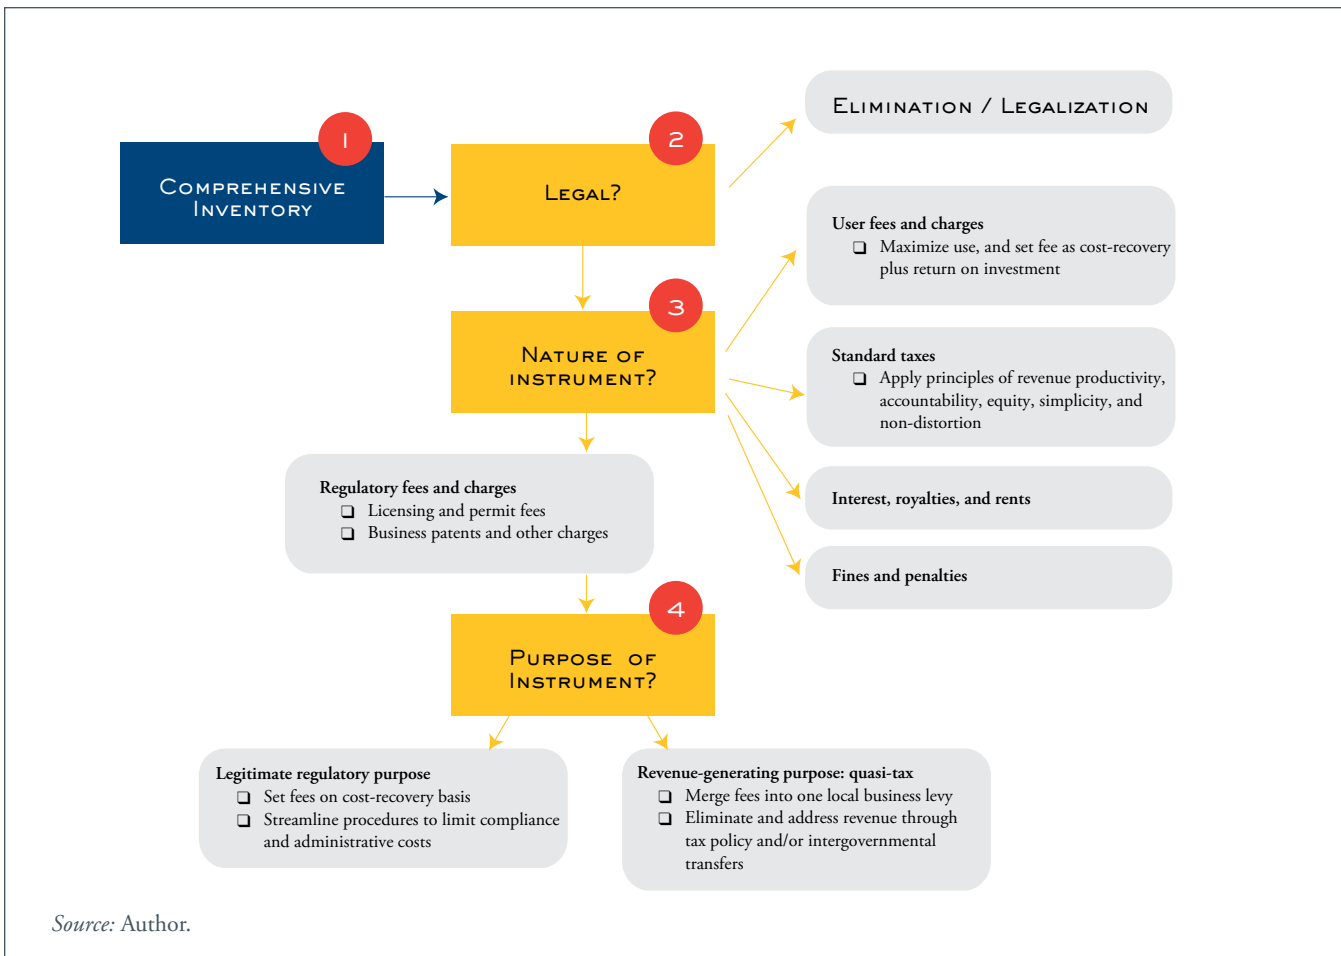 1
COMPREHENSIVE
INVENTORY
2
LEGAL?
ELIMINATION / LEGALIZATION
3
NATURE OF
INSTRUMENT?
User fees and charges
❏ Maximize use, and set fee as cost-recovery
plus return on investment
Standard taxes
❏ Apply principles of revenue productivity,
accountability, equity, simplicity, and
non-distortion
Interest, royalties, and rents
Fines and penalties
Regulatory fees and charges
❏ Licensing and permit fees
❏ Business patents and other charges
4
PURPOSE OF
INSTRUMENT?
Legitimate regulatory purpose
❏ Set fees on cost-recovery basis
❏ Streamline procedures to limit compliance
and administrative costs
Revenue-generating purpose: quasi-tax
❏ Merge fees into one local business levy
❏ Eliminate and address revenue through
tax policy and/or intergovernmental
transfers
Source: Author.